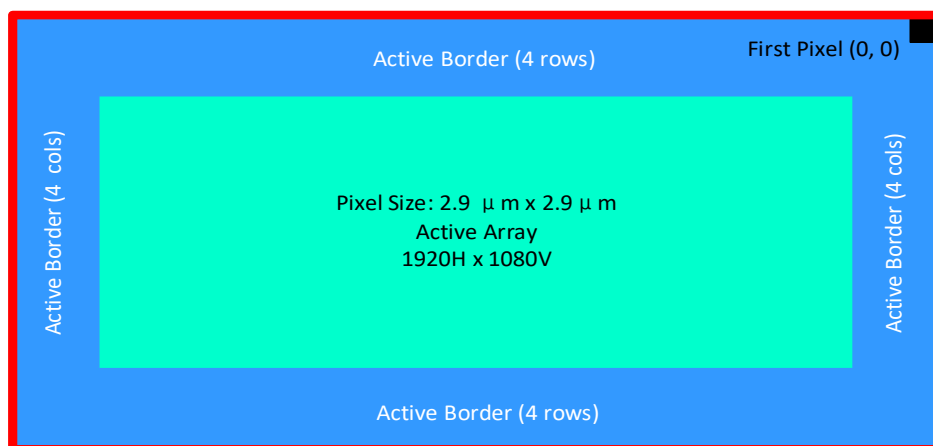 First Pixel (0, 0)
Active Border (4 rows)
Active Border (4  cols)
Pixel Size: 2.9  μ m x 2.9 μ m
Active Array
1920H x 1080V
Active Border (4 cols)
Active Border (4 rows)